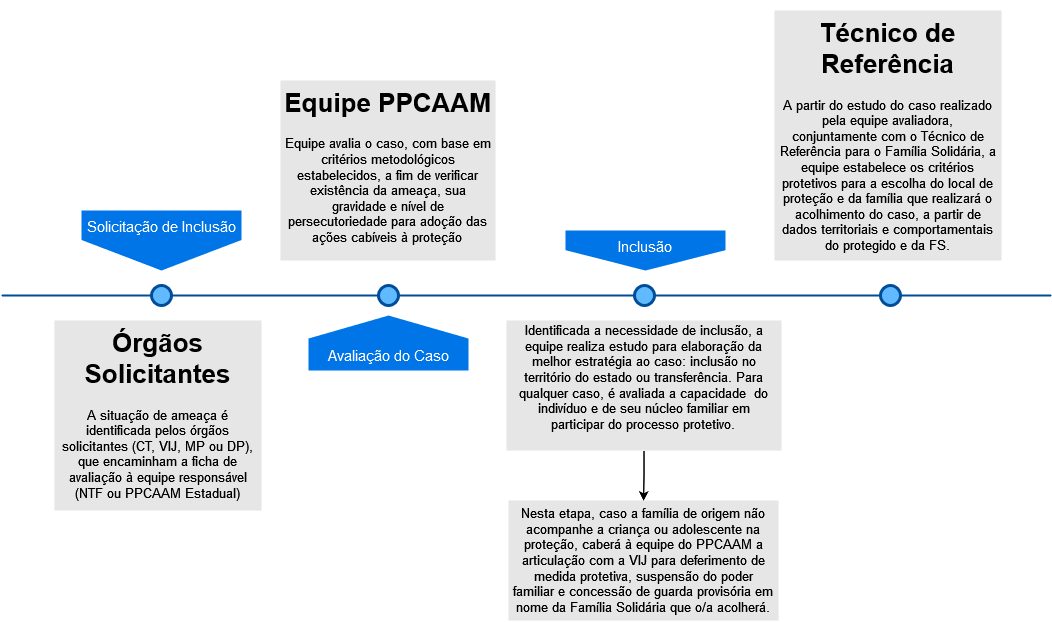 Solicitação de Inclusão
Órgãos
Solicitantes
A situação de ameaça é
identificada pelos órgãos
solicitantes (CT, VIJ, MP ou DP),
que encaminham a ficha de
avaliação à equipe responsável
(NTF ou PPCAAM Estadual)
Equipe PPCAAM
Equipe avalia o caso, com base em
critérios metodológicos
estabelecidos, a fim de verificar
existência da ameaça, sua
gravidade e nível de
persecutoriedade para adoção das
ações cabíveis à proteção
Avaliação do Caso
Inclusão
Identificada a necessidade de inclusão, a
equipe realiza estudo para elaboração da
melhor estratégia ao caso: inclusão no
território do estado ou transferência. Para
qualquer caso, é avaliada a capacidade  do
indivíduo e de seu núcleo familiar em
participar do processo protetivo.
Nesta etapa, caso a família de origem não
acompanhe a criança ou adolescente na
proteção, caberá à equipe do PPCAAM a
articulação com a VIJ para deferimento de
medida protetiva, suspensão do poder
familiar e concessão de guarda provisória em
nome da Família Solidária que o/a acolherá.
Técnico de
Referência
A partir do estudo do caso realizado
pela equipe avaliadora,
conjuntamente com o Técnico de
Referência para o Família Solidária, a
equipe estabelece os critérios
protetivos para a escolha do local de
proteção e da família que realizará o
acolhimento do caso, a partir de
dados territoriais e comportamentais
do protegido e da FS.